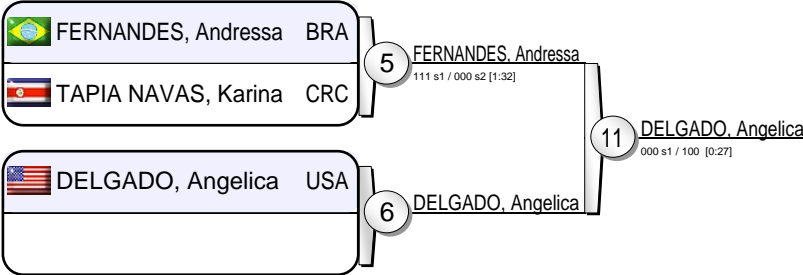 FERNANDES, Andressa BRA
TAPIA NAVAS, Karina CRC
5
FERNANDES, Andressa
111 s1 / 000 s2 [1:32]
DELGADO, Angelica USA
6
DELGADO, Angelica
11
DELGADO, Angelica
000 s1 / 100 [0:27]